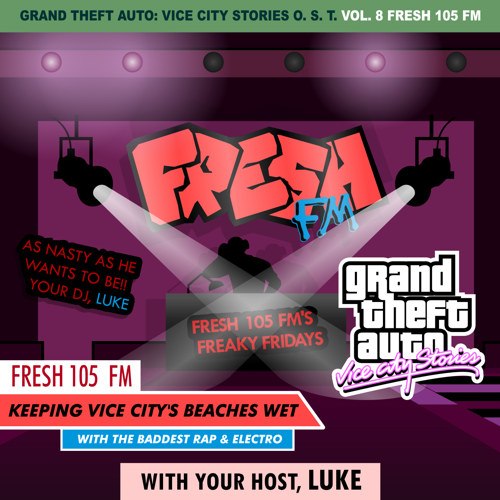 GRAND THEFT AUTO: VICE CITY STORIES O. S. T. VOL. 8 FRESH 105 FM
FRESH
FM
AS NASTY AS HE
WANTS TO BE!!
YOUR DJ, LUKE
FRESH 105 FM'S
FREAKY FRIDAYS
grand
theft
auto
Vice City Stories
FRESH 105 FM
KEEPING VICE CITY'S BEACHES WET
WITH THE BADDEST RAP & ELECTRO
WITH YOUR HOST, LUKE